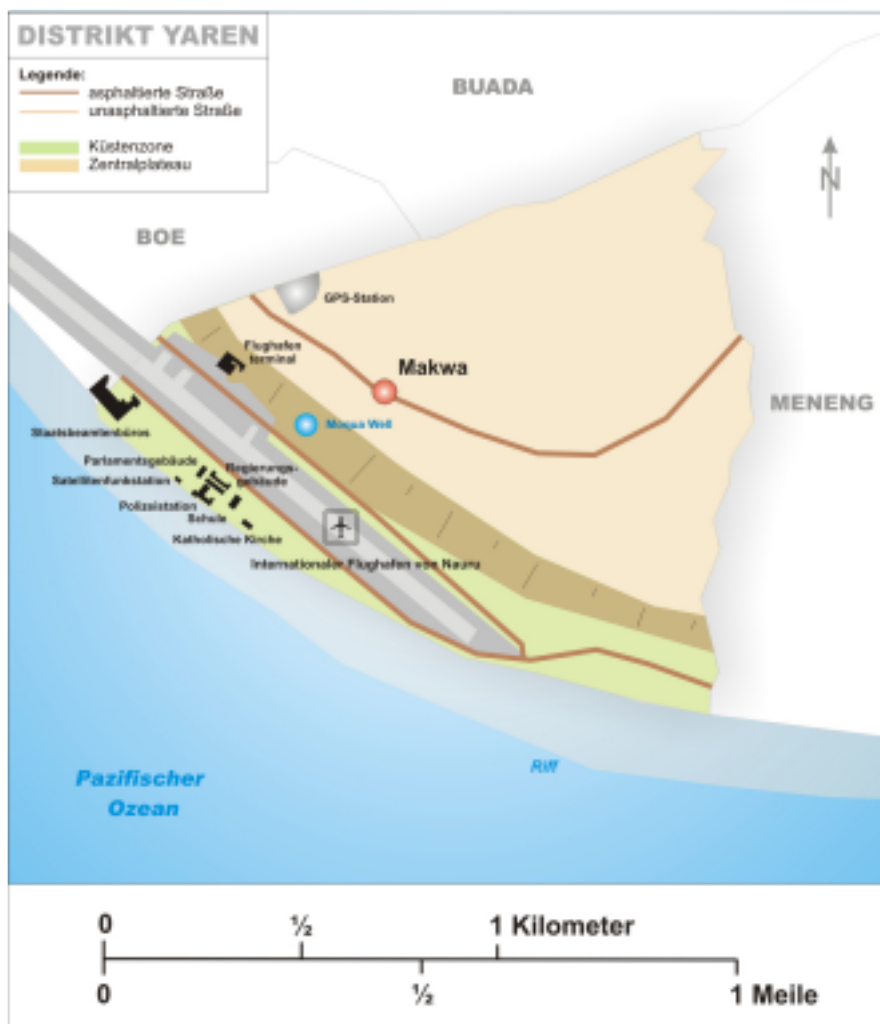 DISTRIKT YAREN
Legende:
asphaltierte Straße
unasphaltierte Straße
Küstenzone
Zentralplateau
BUADA
N
BOE
GPS-Station
Flughafen
terminal
Makwa
MENENG
Moqua Well
Staatsbeamtenbüros
Parlamentsgebäude
Regierungs-
gebäude
Satellitenfunkstation
Polizeistation
Schule
Katholische Kirche
Internationaler Flughafen von Nauru
Riff
Pazifischer
Ozean
0 ½ 1 Kilometer
0 ½ 1 Meile